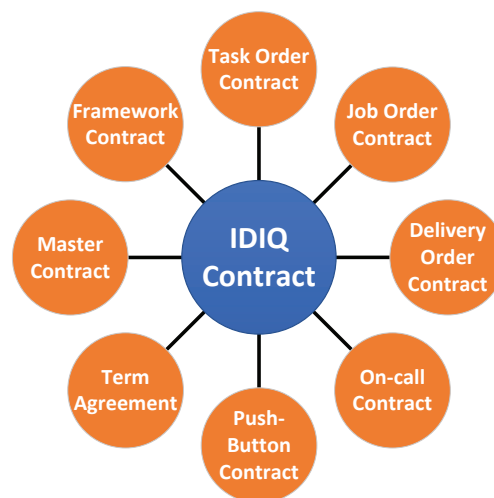 Task Order
Contract
Framework
Contract
Job Order
Contract
IDIQ
Contract
Master
Contract
Delivery
Order
Contract
Term
Agreement
On-call
Contract
Push-
Button
Contract